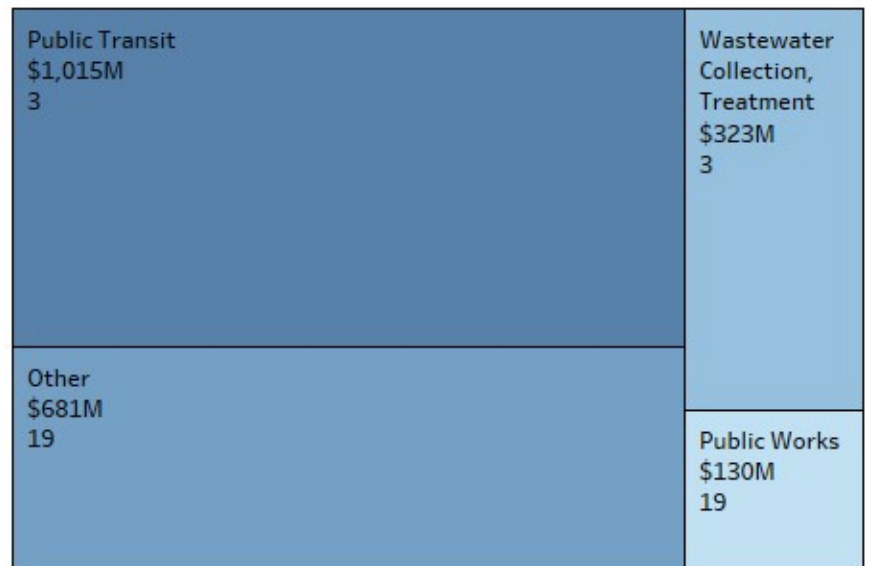 Public Transit
$1,015M
3
Wastewater
Collection,
Treatment
$323M
3
Other
$681M
19
Public Works
$130M
19